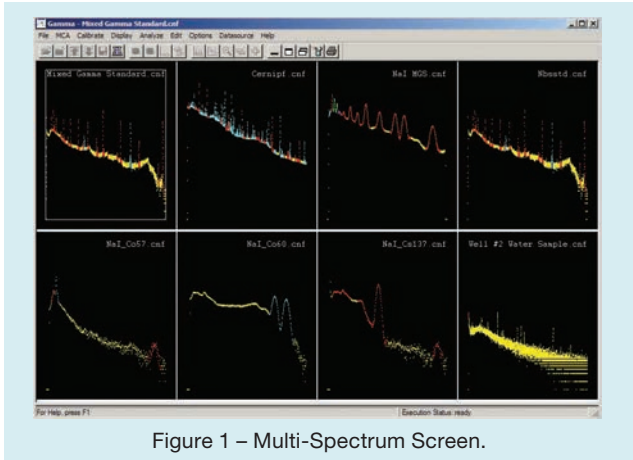 Gamma - Mixed Gamma Standard.cnf
File MCA Calibrate Display Analyze Edit Options Datasource Help
Mixed Gamma Standard.cnf
Cernipf.cnf
NaI MGS.cnf
Nbsstd.cnf
NaI_Co57.cnf
NaI_Co60.cnf
NaI_Cs137.cnf
Well #2 Water Sample.cnf
For Help, press F1
Execution Status: ready
Figure 1 – Multi-Spectrum Screen.